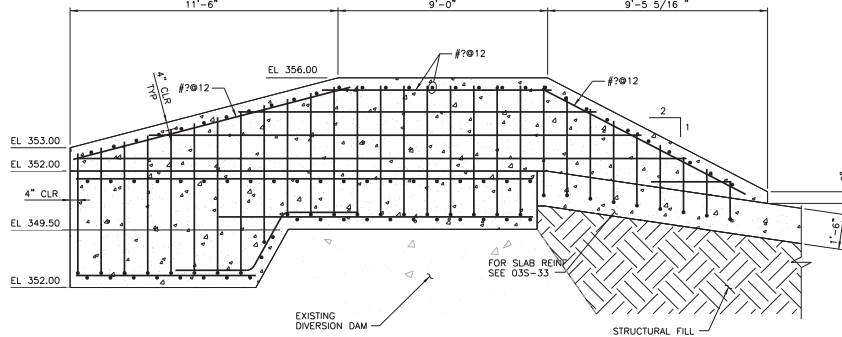 11'-6"
9'-0"
9'-5 5/16 "
#?@12
EL 356.00
4" CLR
TYP
#?@12
#?@12
2
1
EL 353.00
EL 352.00
4" CLR
EL 349.50
1'-6"
EL 352.00
FOR SLAB REINF
SEE 03S-33
EXISTING
DIVERSION DAM
STRUCTURAL FILL